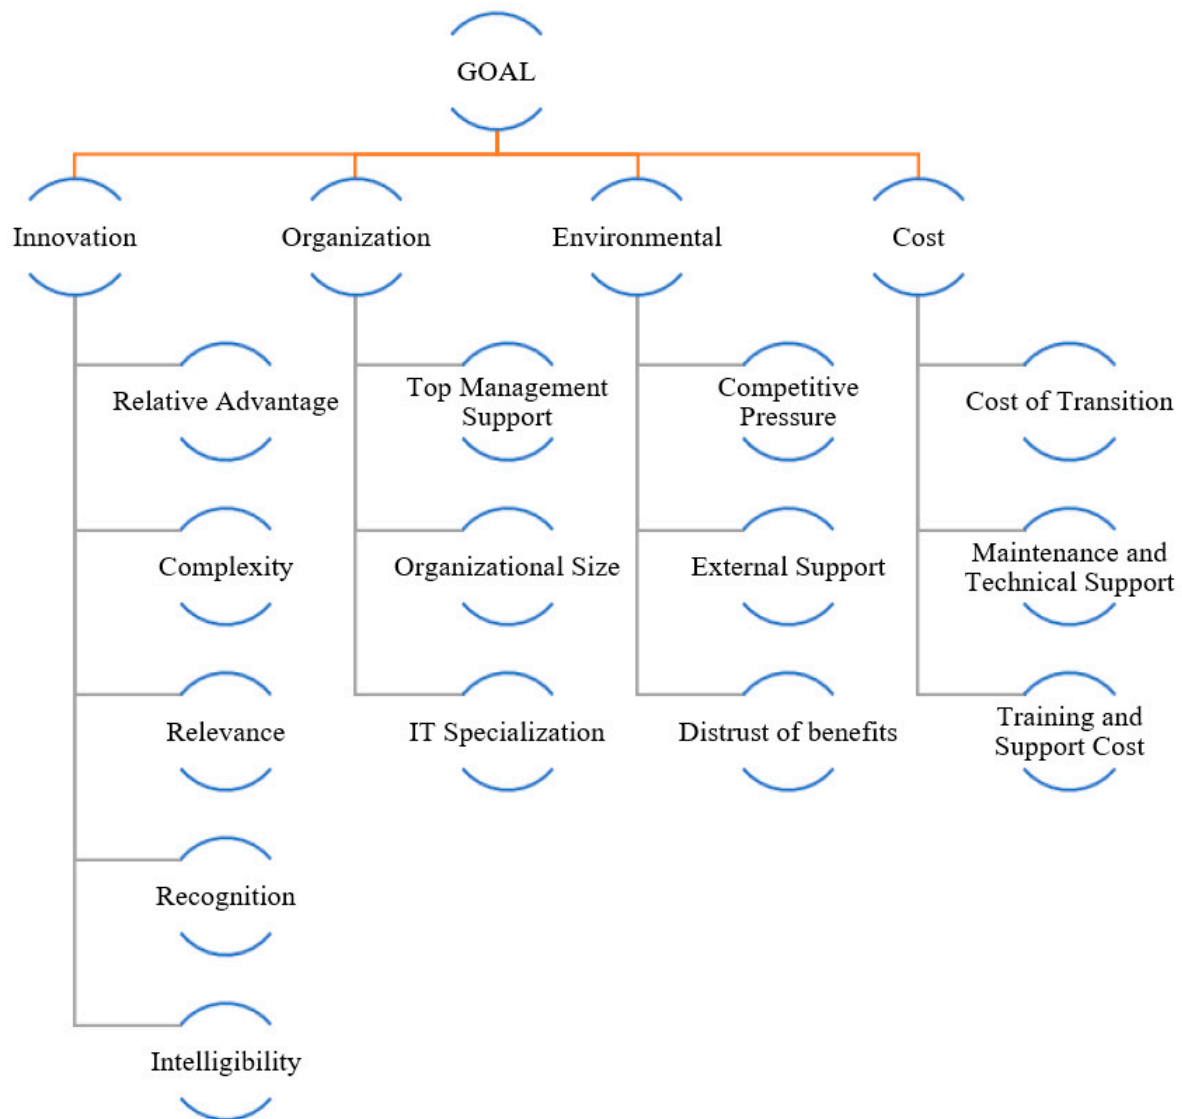 GOAL
Innovation
Organization
Environmental
Cost
Relative Advantage
Top Management
Support
Competitive
Pressure
Cost of Transition
Complexity
Organizational Size
External Support
Maintenance and
Technical Support
Relevance
IT Specialization
Distrust of benefits
Training and
Support Cost
Recognition
Intelligibility